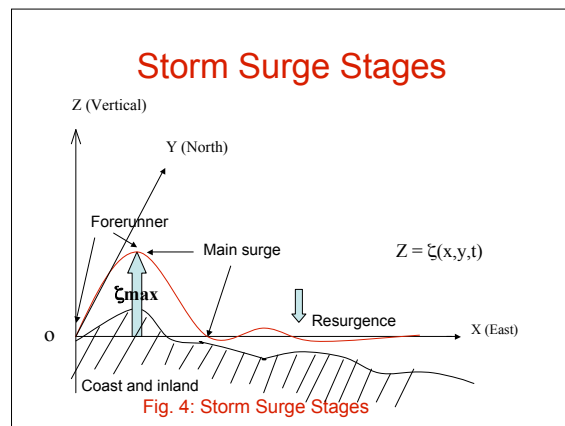 Storm Surge Stages
Z (Vertical)
Y (North)
Forerunner
Main surge
Z = ζ(x,y,t)
ζmax
Resurgence
o
X (East)
Coast and inland
Fig. 4: Storm Surge Stages